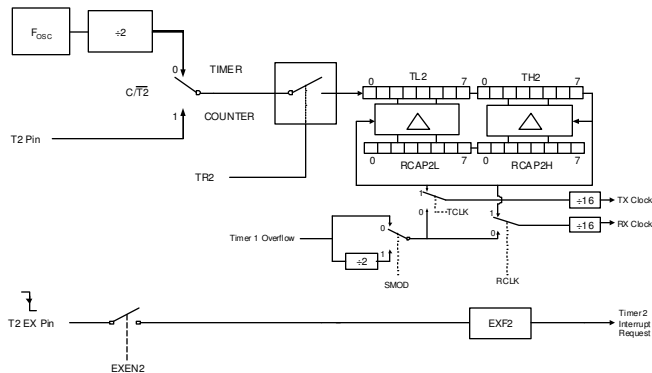 FOSC
÷2
0
TIMER
C/T2
1
COUNTER
T2 Pin
TR2
0
TL2
7
0
TH2
7
0
RCAP2L
7
0
RCAP2H
7
1
0
TCLK
÷16
TX Clock
1
0
÷16
RX Clock
Timer 1 Overflow
0
1
÷2
SMOD
RCLK
T2 EX Pin
EXEN2
EXF2
Timer 2
Interrupt
Request